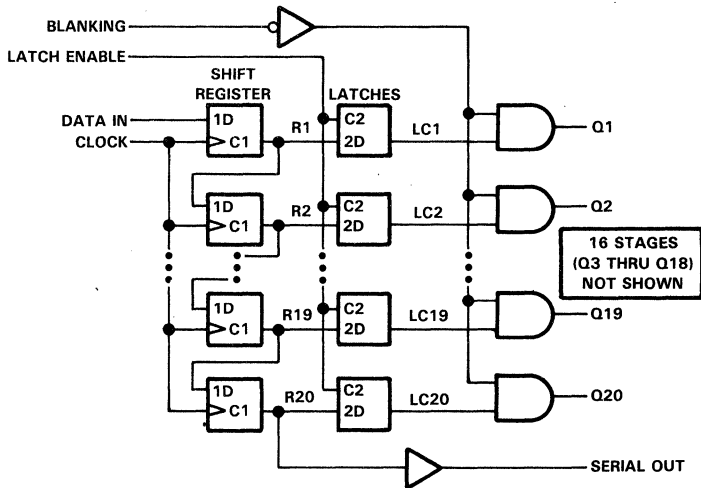 BLANKING
LATCH ENABLE
SHIFT
REGISTER
LATCHES
DATA IN
CLOCK
1D
C1
R1
C2
2D
LC1
Q1
1D
C1
R2
C2
2D
LC2
Q2
16 STAGES
(Q3 THRU Q18)
NOT SHOWN
1D
C1
R19
C2
2D
LC19
Q19
1D
C1
R20
C2
2D
LC20
Q20
SERIAL OUT